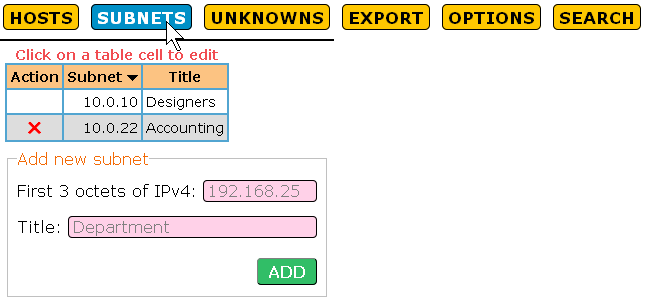 HOSTS SUBNETS UNKNOWNS EXPORT OPTIONS SEARCH
Click on a table cell to edit
Action Subnet Title
10.0.10 Designers
10.0.22 Accounting
Add new subnet
First 3 octets of IPv4: 192.168.25
Title: Department
ADD